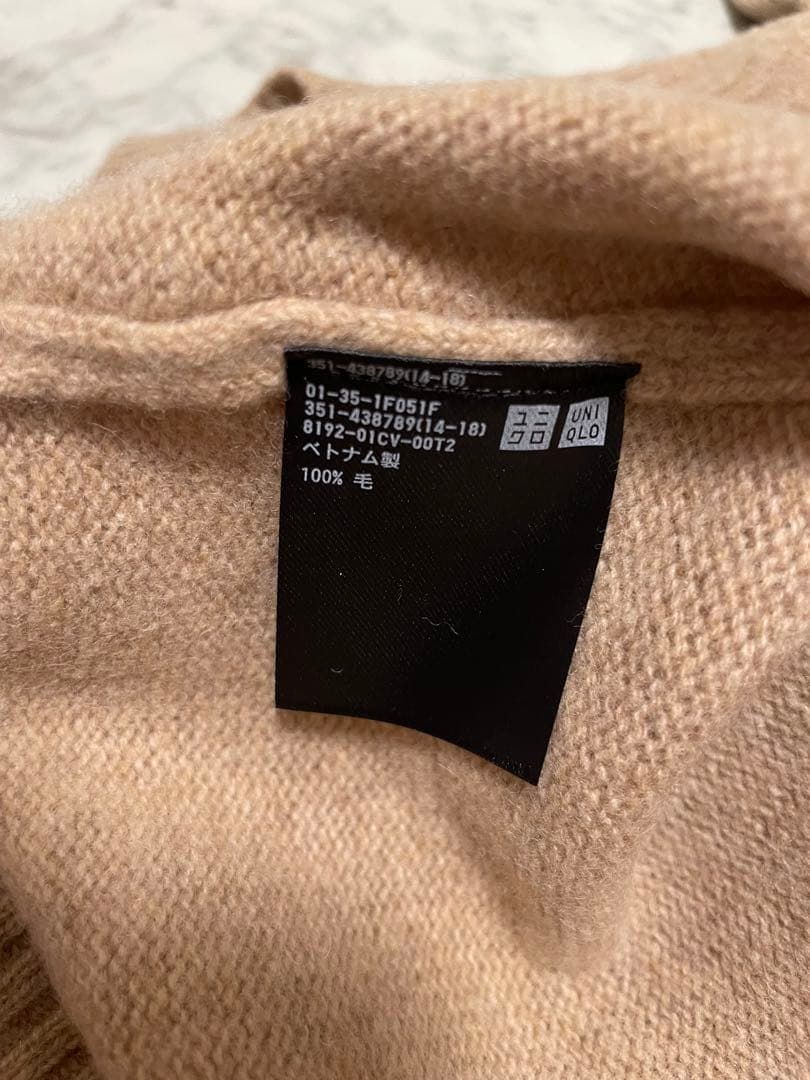 351-438789(14-18)
01-35-1F051F
351-438789(14-18)
8192-01CV-00T2
ベトナム製
100% 毛
ユニ
クロ
UNI
QLO